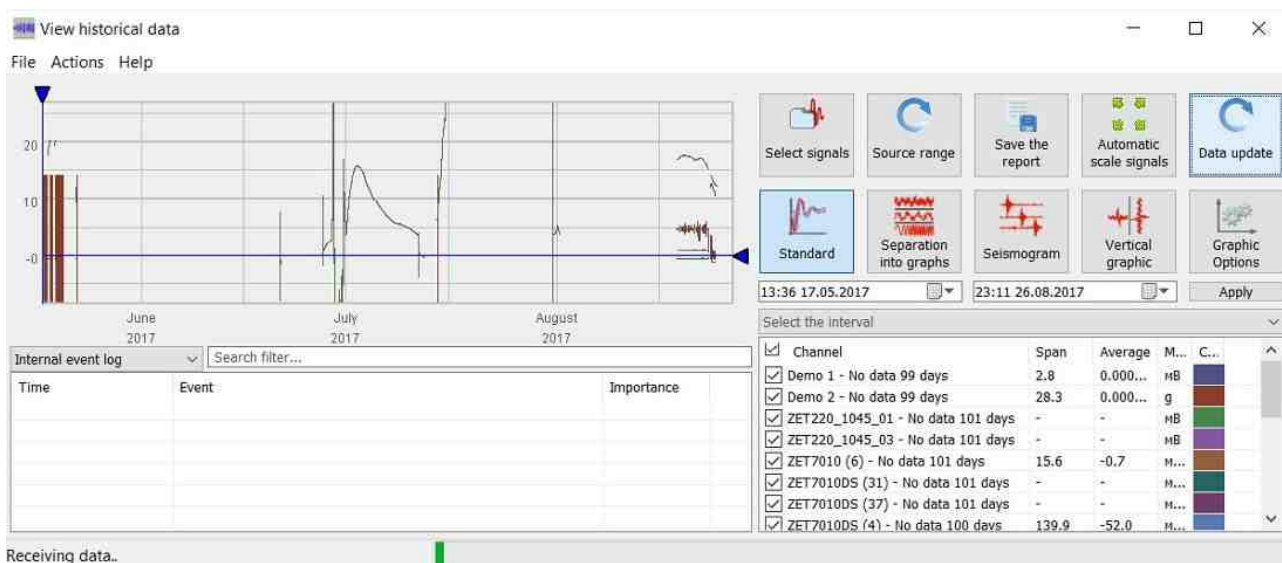 View historical data
File Actions Help
20
10
-0
June
2017
July
2017
August
2017
Select signals
Source range
Save the
report
Automatic
scale signals
Data update
Standard
Separation
into graphs
Seismogram
Vertical
graphic
Graphic
Options
13:36 17.05.2017
23:11 26.08.2017
Apply
Select the interval
Internal event log
Search filter...
Time Event Importance
Channel Span Average M... C...
Demo 1 - No data 99 days 2.8 0.000... мВ
Demo 2 - No data 99 days 28.3 0.000... g
ZET220_1045_01 - No data 101 days - - мВ
ZET220_1045_03 - No data 101 days - - мВ
ZET7010 (6) - No data 101 days 15.6 -0.7 м...
ZET7010DS (31) - No data 101 days - - м...
ZET7010DS (37) - No data 101 days - - м...
ZET7010DS (4) - No data 100 days 139.9 -52.0 м...
Receiving data..